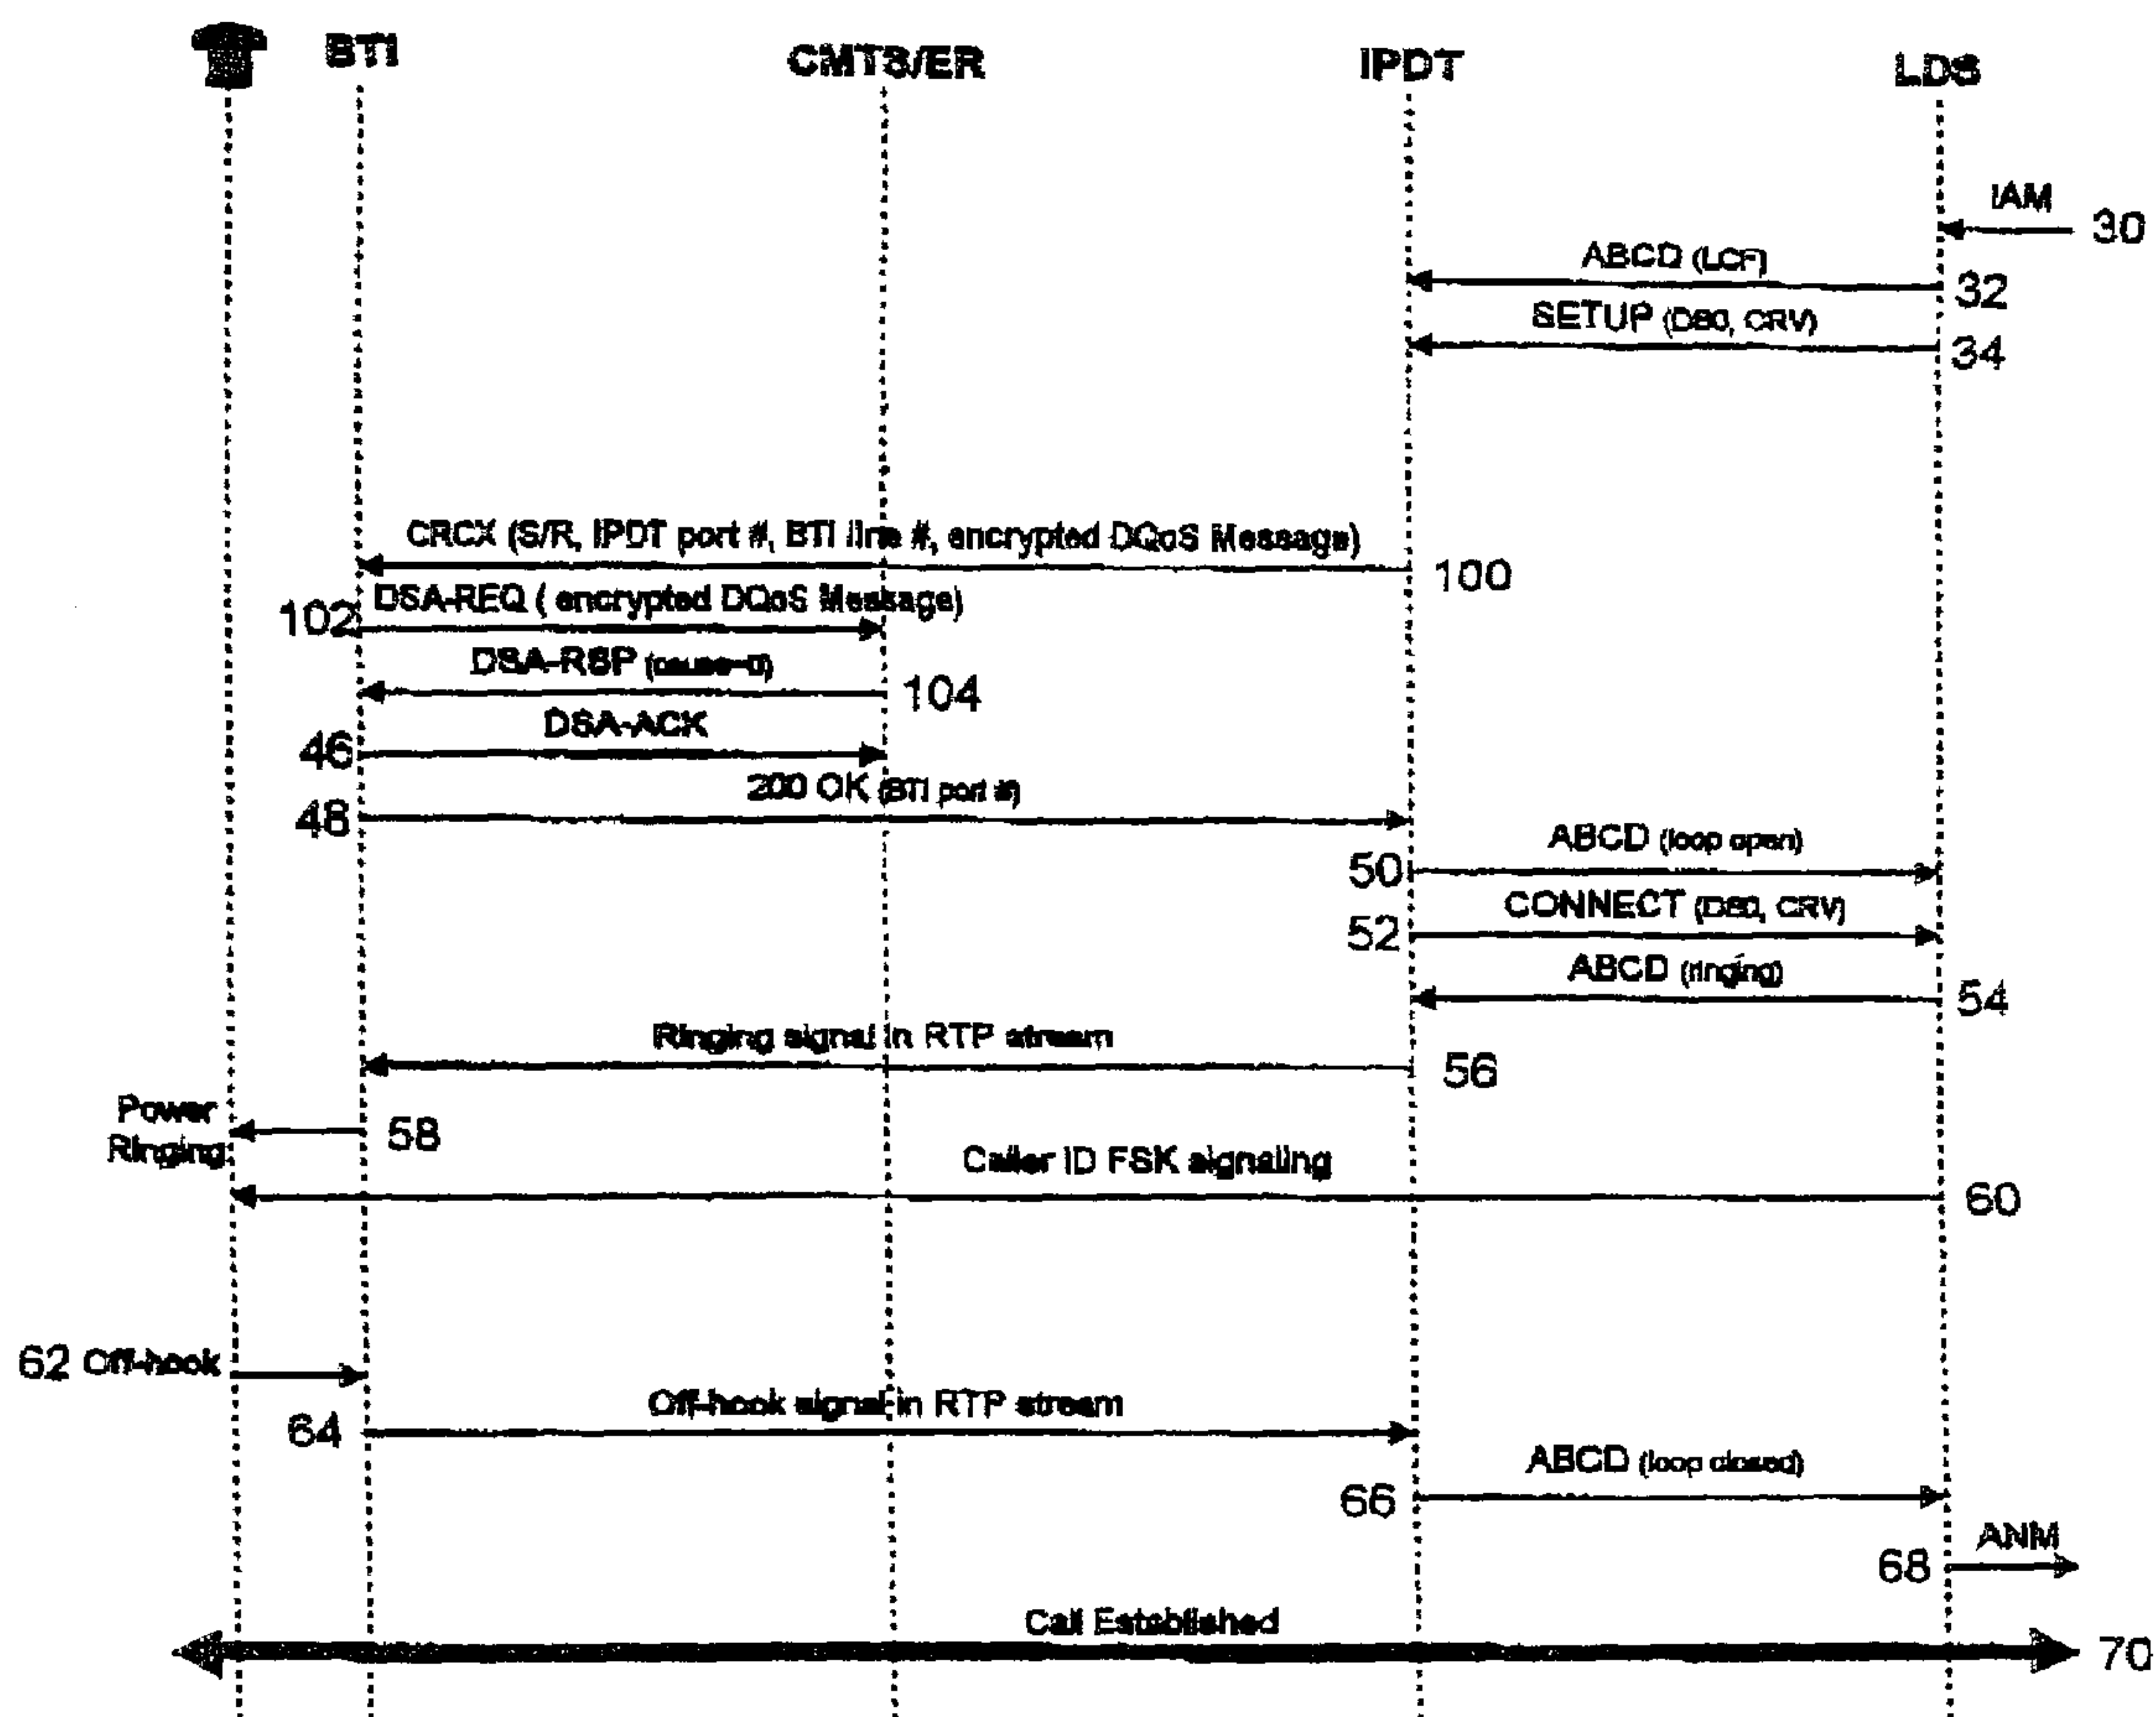 BTI CMTS/ER IPDT LDS
IAM
30
ABCD (LCF)
32
SETUP (DS0, CRV)
34
CRCX (S/R, IPDT port #, BTI line #, encrypted DQoS Message)
100
DSA-REQ ( encrypted DQoS Message)
102
DSA-RSP (cause=0)
104
DSA-ACK
46
200 OK (BTI port #)
48
ABCD (loop open)
50
CONNECT (DS0, CRV)
52
ABCD (ringing)
54
Ringing signal in RTP stream
56
Power
Ringing
58
Caller ID FSK signaling
60
62 Off-hook
Off-hook signal in RTP stream
64
ABCD (loop closed)
66
ANM
68
Call Established
70